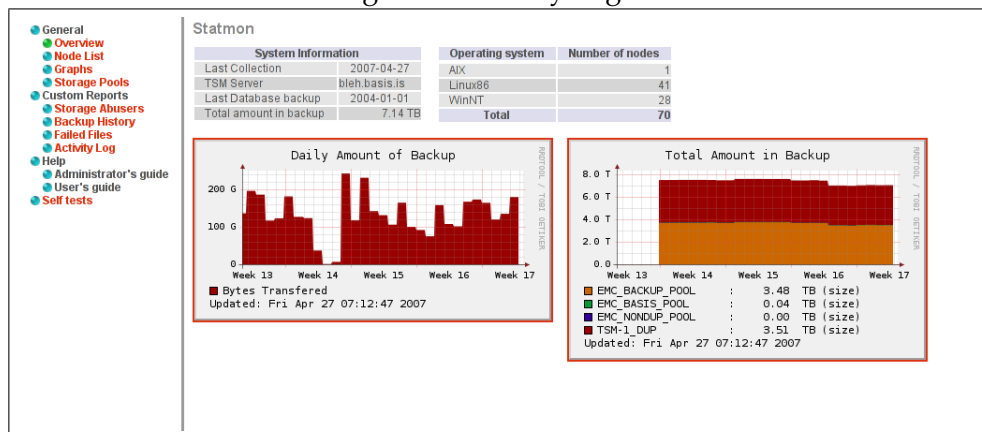 General
Overview
Node List
Graphs
Storage Pools
Custom Reports
Storage Abusers
Backup History
Failed Files
Activity Log
Help
Administrator's guide
User's guide
Self tests
Statmon
System Information
Last Collection 2007-04-27
TSM Server bleh.basis.is
Last Database backup 2004-01-01
Total amount in backup 7.14 TB
Operating system Number of nodes
AIX 1
Linux86 41
WinNT 28
Total 70
Daily Amount of Backup
200 G
100 G
0
Week 13 Week 14 Week 15 Week 16 Week 17
Bytes Transfered
Updated: Fri Apr 27 07:12:47 2007
RRDTOOL / TOBI OETIKER
Total Amount in Backup
8.0 T
6.0 T
4.0 T
2.0 T
0.0
Week 13 Week 14 Week 15 Week 16 Week 17
EMC_BACKUP_POOL : 3.48 TB (size)
EMC_BASIS_POOL : 0.04 TB (size)
EMC_NONDUP_POOL : 0.00 TB (size)
TSM-1_DUP : 3.51 TB (size)
Updated: Fri Apr 27 07:12:47 2007
RRDTOOL / TOBI OETIKER